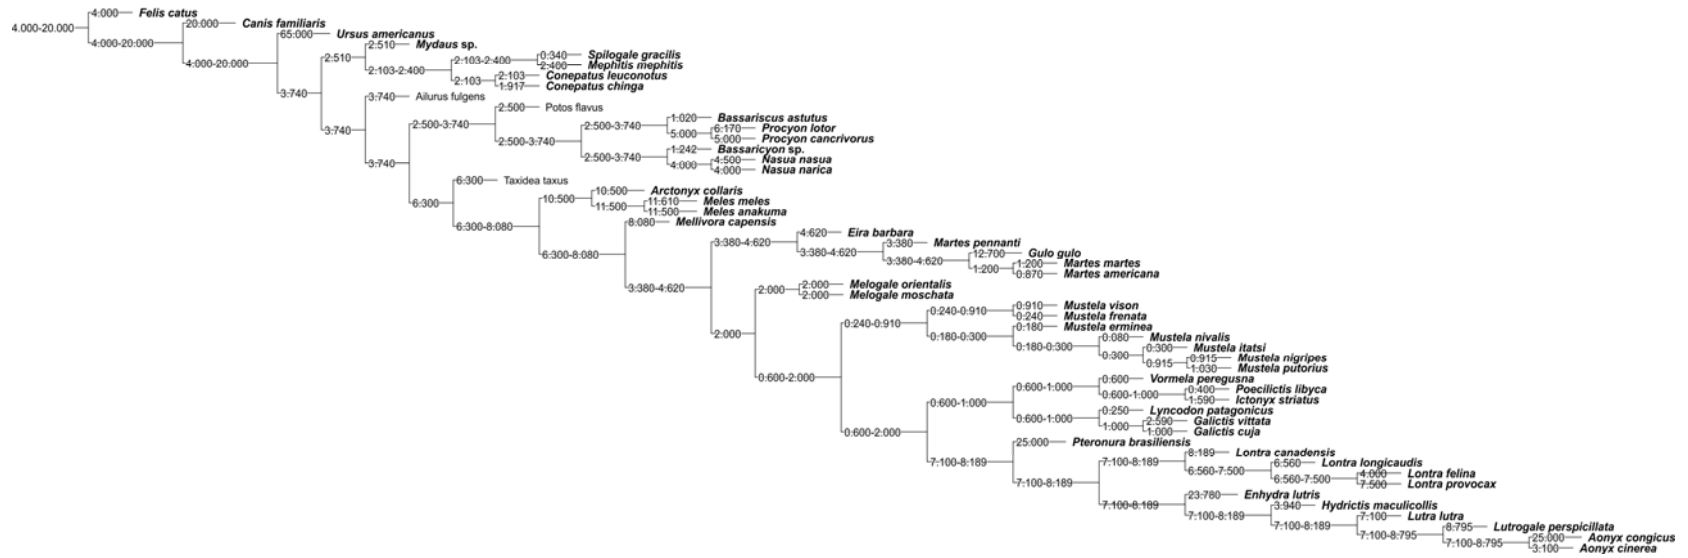 4.000 Felis catus
4.000-20.000
20.000 Canis familiaris
4.000-20.000
65.000 Ursus americanus
2.510 Mydaus sp.
4.000-20.000
2.510
0.340 Spilogale gracilis
2.103-2.400
2.400 Mephitis mephitis
2.103-2.400
2.103 Conepatus leuconotus
2.103
1.917 Conepatus chinga
3.740
3.740 Ailurus fulgens
2.500 Potos flavus
1.020 Bassariscus astutus
2.500-3.740
2.500-3.740
6.170 Procyon lotor
3.740
5.000
5.000 Procyon cancrivorus
2.500-3.740
1.242 Bassaricyon sp.
2.500-3.740
4.500 Nasua nasua
3.740
4.000
4.000 Nasua narica
6.300 Taxidea taxus
10.500 Arctonyx collaris
10.500
11.610 Meles meles
6.300
11.500
11.500 Meles anakuma
8.080 Mellivora capensis
6.300-8.080
4.620 Eira barbara
3.380-4.620
3.380 Martes pennanti
3.380-4.620
12.700 Gulo gulo
6.300-8.080
3.380-4.620
1.200 Martes martes
1.200
0.870 Martes americana
2.000 Melogale orientalis
3.380-4.620
2.000
2.000 Melogale moschata
0.910 Mustela vison
0.240-0.910
0.240 Mustela frenata
0.240-0.910
0.180 Mustela erminea
2.000
0.180-0.300
0.080 Mustela nivalis
0.180-0.300
0.300 Mustela itatsi
0.300
0.915 Mustela nigripes
0.915
1.030 Mustela putorius
0.600-2.000
0.600 Vormela peregusna
0.600-1.000
0.400 Poecilictis libyca
0.600-1.000
1.590 Ictonyx striatus
0.600-1.000
0.250 Lyncodon patagonicus
0.600-1.000
2.590 Galictis vittata
1.000
1.000 Galictis cuja
0.600-2.000
25.000 Pteronura brasiliensis
8.189 Lontra canadensis
7.100-8.189
7.100-8.189
6.560 Lontra longicaudis
6.560-7.500
4.000 Lontra felina
6.560-7.500
7.500 Lontra provocax
7.100-8.189
23.780 Enhydra lutris
7.100-8.189
3.940 Hydrictis maculicollis
7.100-8.189
7.100 Lutra lutra
7.100-8.189
8.795 Lutrogale perspicillata
7.100-8.795
25.000 Aonyx congicus
7.100-8.795
3.100 Aonyx cinerea